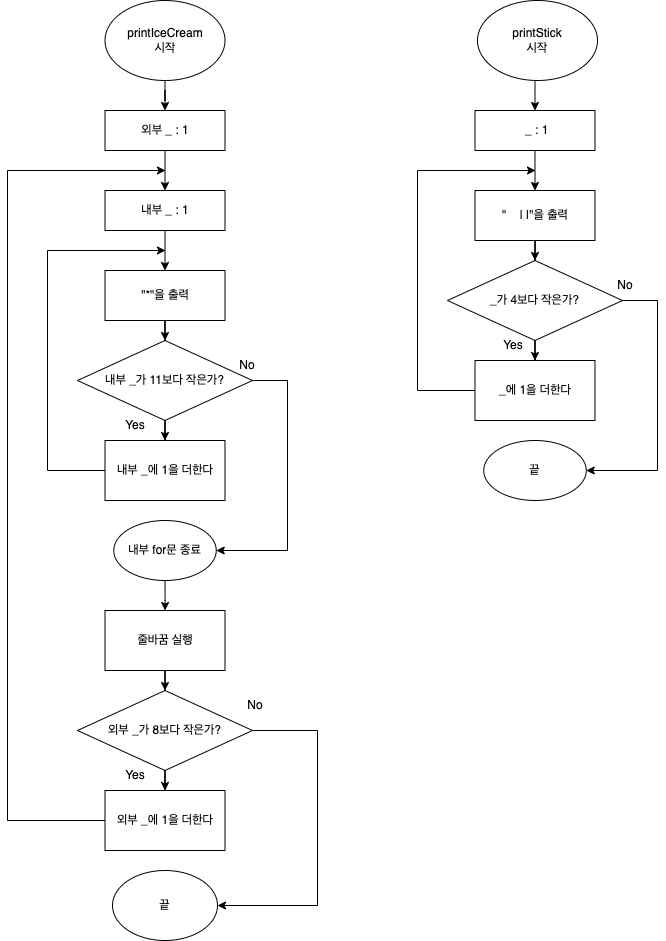 printIceCream
시작
외부 _ : 1
내부 _ : 1
"*"을 출력
내부 _가 11보다 작은가?
No
Yes
내부 _에 1을 더한다
내부 for문 종료
줄바꿈 실행
외부 _가 8보다 작은가?
No
Yes
외부 _에 1을 더한다
끝
printStick
시작
_ : 1
"    ㅣㅣ"을 출력
_가 4보다 작은가?
No
Yes
_에 1을 더한다
끝